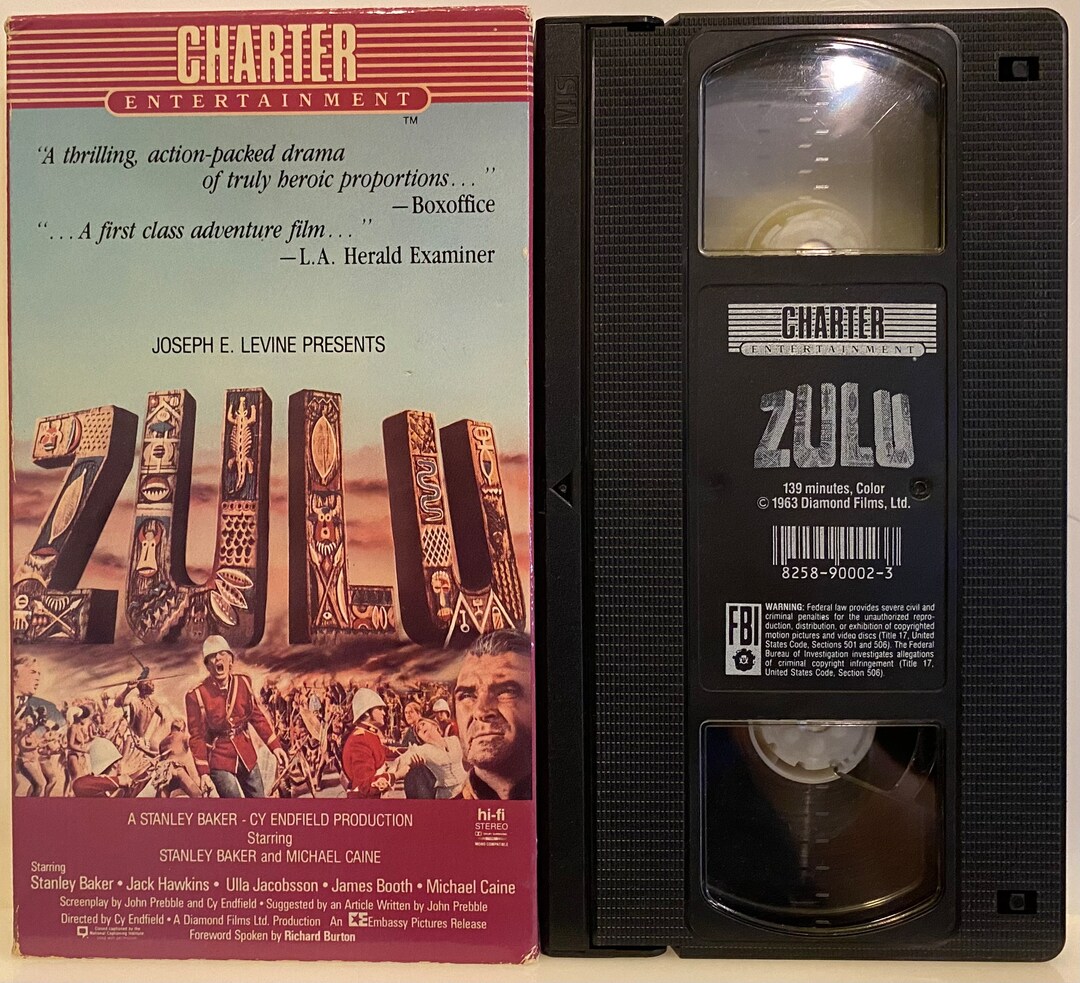 CHARTER
ENTERTAINMENT
™
"A thrilling, action-packed drama
of truly heroic proportions..."
—Boxoffice
"...A first class adventure film..."
—L.A. Herald Examiner
JOSEPH E. LEVINE PRESENTS
ZULU
A STANLEY BAKER - CY ENDFIELD PRODUCTION
Starring
STANLEY BAKER and MICHAEL CAINE
hi-fi
STEREO
Starring
Stanley Baker • Jack Hawkins • Ulla Jacobsson • James Booth • Michael Caine
Screenplay by John Prebble and Cy Endfield • Suggested by an Article Written by John Prebble
Directed by Cy Endfield • A Diamond Films Ltd. Production An Embassy Pictures Release
Closed captioned by the
National Captioning Institute
Foreword Spoken by Richard Burton
VHS
CHARTER
ENTERTAINMENT
ZULU
139 minutes, Color
© 1963 Diamond Films, Ltd.
8258-90002-3
FBI
WARNING: Federal law provides severe civil and
criminal penalties for the unauthorized repro-
duction, distribution, or exhibition of copyrighted
motion pictures and video discs (Title 17, United
States Code, Sections 501 and 506). The Federal
Bureau of Investigation investigates allegations
of criminal copyright infringement (Title 17,
United States Code, Section 506).